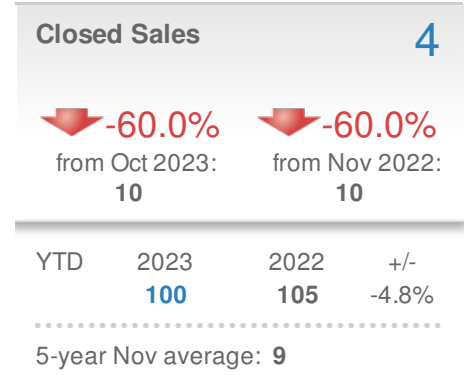 Closed Sales 4
-60.0% -60.0%
from Oct 2023: from Nov 2022:
10 10
YTD 2023 2022 +/-
100 105 -4.8%
5-year Nov average: 9